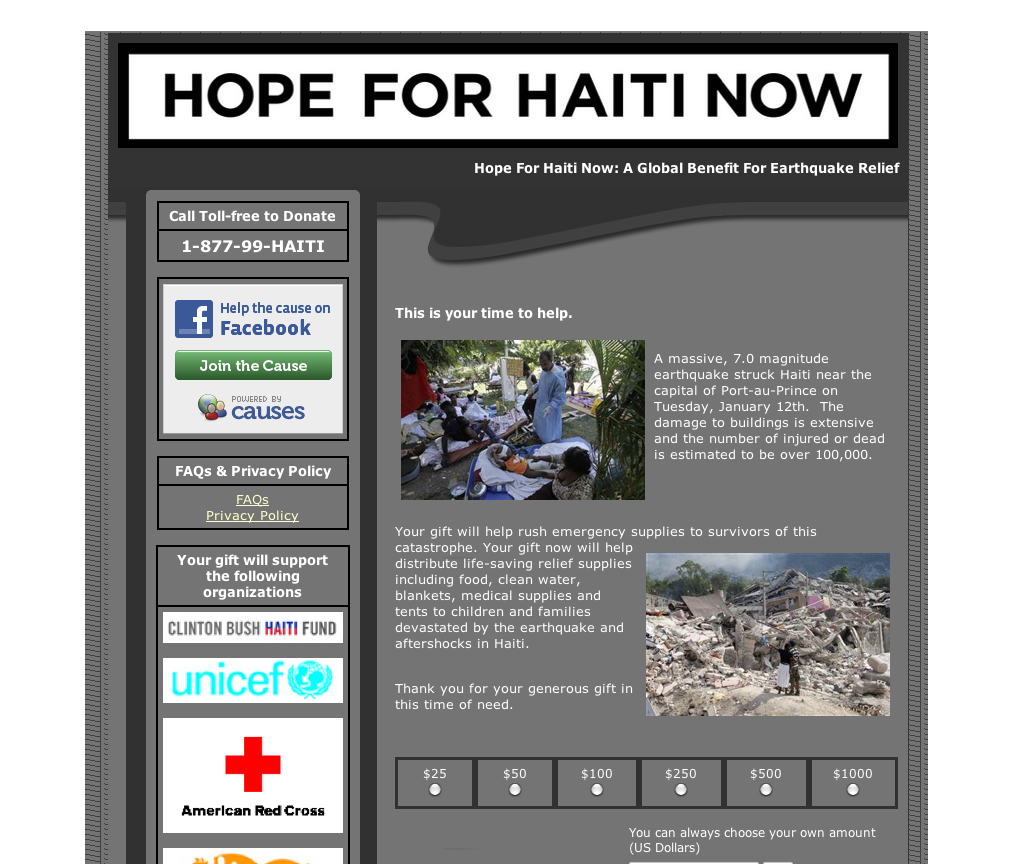 HOPE FOR HAITI NOW
Hope For Haiti Now: A Global Benefit For Earthquake Relief
Call Toll-free to Donate
1-877-99-HAITI
Help the cause on
Facebook
Join the Cause
POWERED BY
causes
FAQs & Privacy Policy
FAQs
Privacy Policy
Your gift will support
the following
organizations
CLINTON BUSH HAITI FUND
unicef
American Red Cross
This is your time to help.
A massive, 7.0 magnitude
earthquake struck Haiti near the
capital of Port-au-Prince on
Tuesday, January 12th.  The
damage to buildings is extensive
and the number of injured or dead
is estimated to be over 100,000.
Your gift will help rush emergency supplies to survivors of this
catastrophe. Your gift now will help
distribute life-saving relief supplies
including food, clean water,
blankets, medical supplies and
tents to children and families
devastated by the earthquake and
aftershocks in Haiti.
Thank you for your generous gift in
this time of need.
$25 $50 $100 $250 $500 $1000
You can always choose your own amount
(US Dollars)